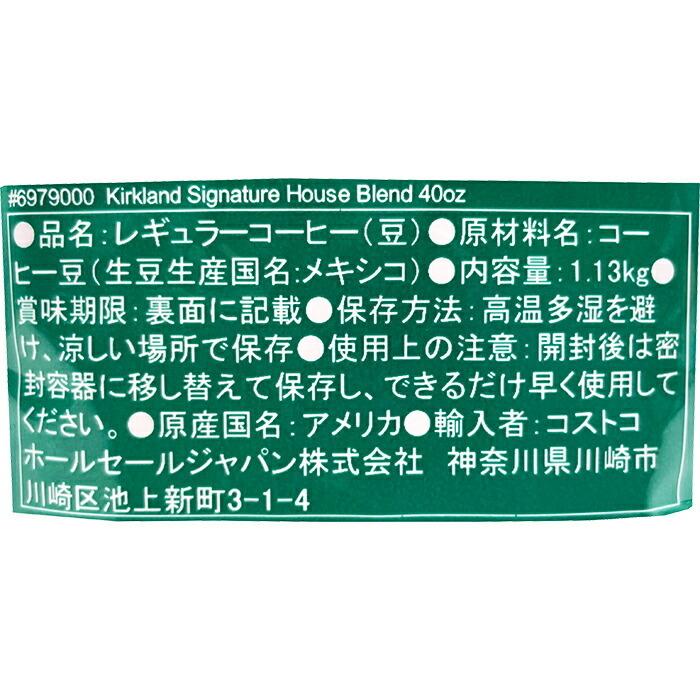 #6979000 Kirkland Signature House Blend 40oz
●品名:レギュラーコーヒー(豆)●原材料名:コー
ヒー豆(生豆生産国名:メキシコ)●内容量:1.13kg●
賞味期限:裏面に記載●保存方法:高温多湿を避
け、涼しい場所で保存●使用上の注意:開封後は密
封容器に移し替えて保存し、できるだけ早く使用して
ください。●原産国名:アメリカ●輸入者:コストコ
ホールセールジャパン株式会社 神奈川県川崎市
川崎区池上新町3-1-4